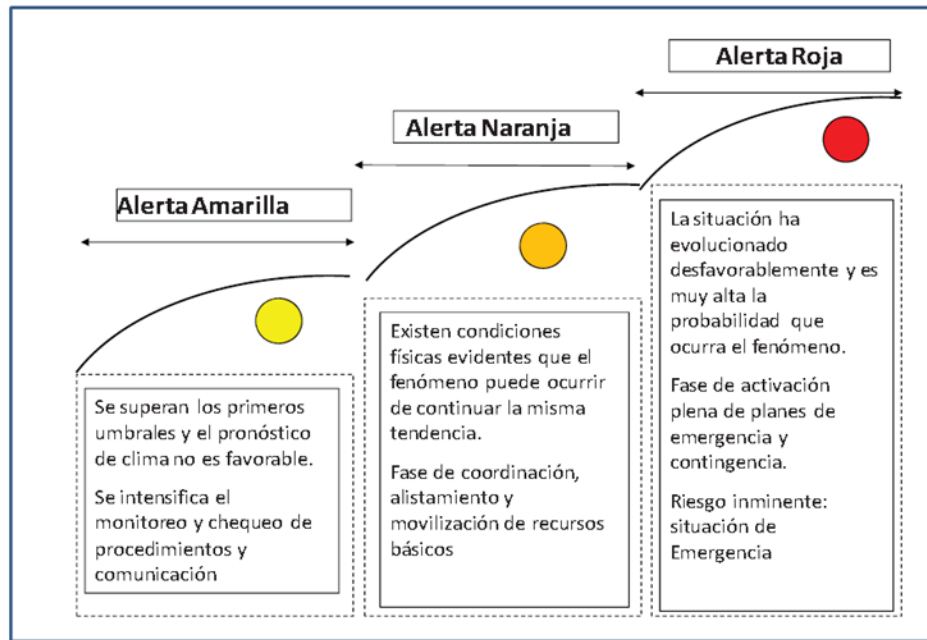 Alerta Amarilla
Se superan los primeros
umbrales y el pronóstico
de clima no es favorable.
Se intensifica el
monitoreo y chequeo de
procedimientos y
comunicación
Alerta Naranja
Existen condiciones
físicas evidentes que el
fenómeno puede ocurrir
de continuar la misma
tendencia.
Fase de coordinación,
alistamiento y
movilización de recursos
básicos
Alerta Roja
La situación ha
evolucionado
desfavorablemente y es
muy alta la
probabilidad que
ocurra el fenómeno.
Fase de activación
plena de planes de
emergencia y
contingencia.
Riesgo inminente:
situación de
Emergencia